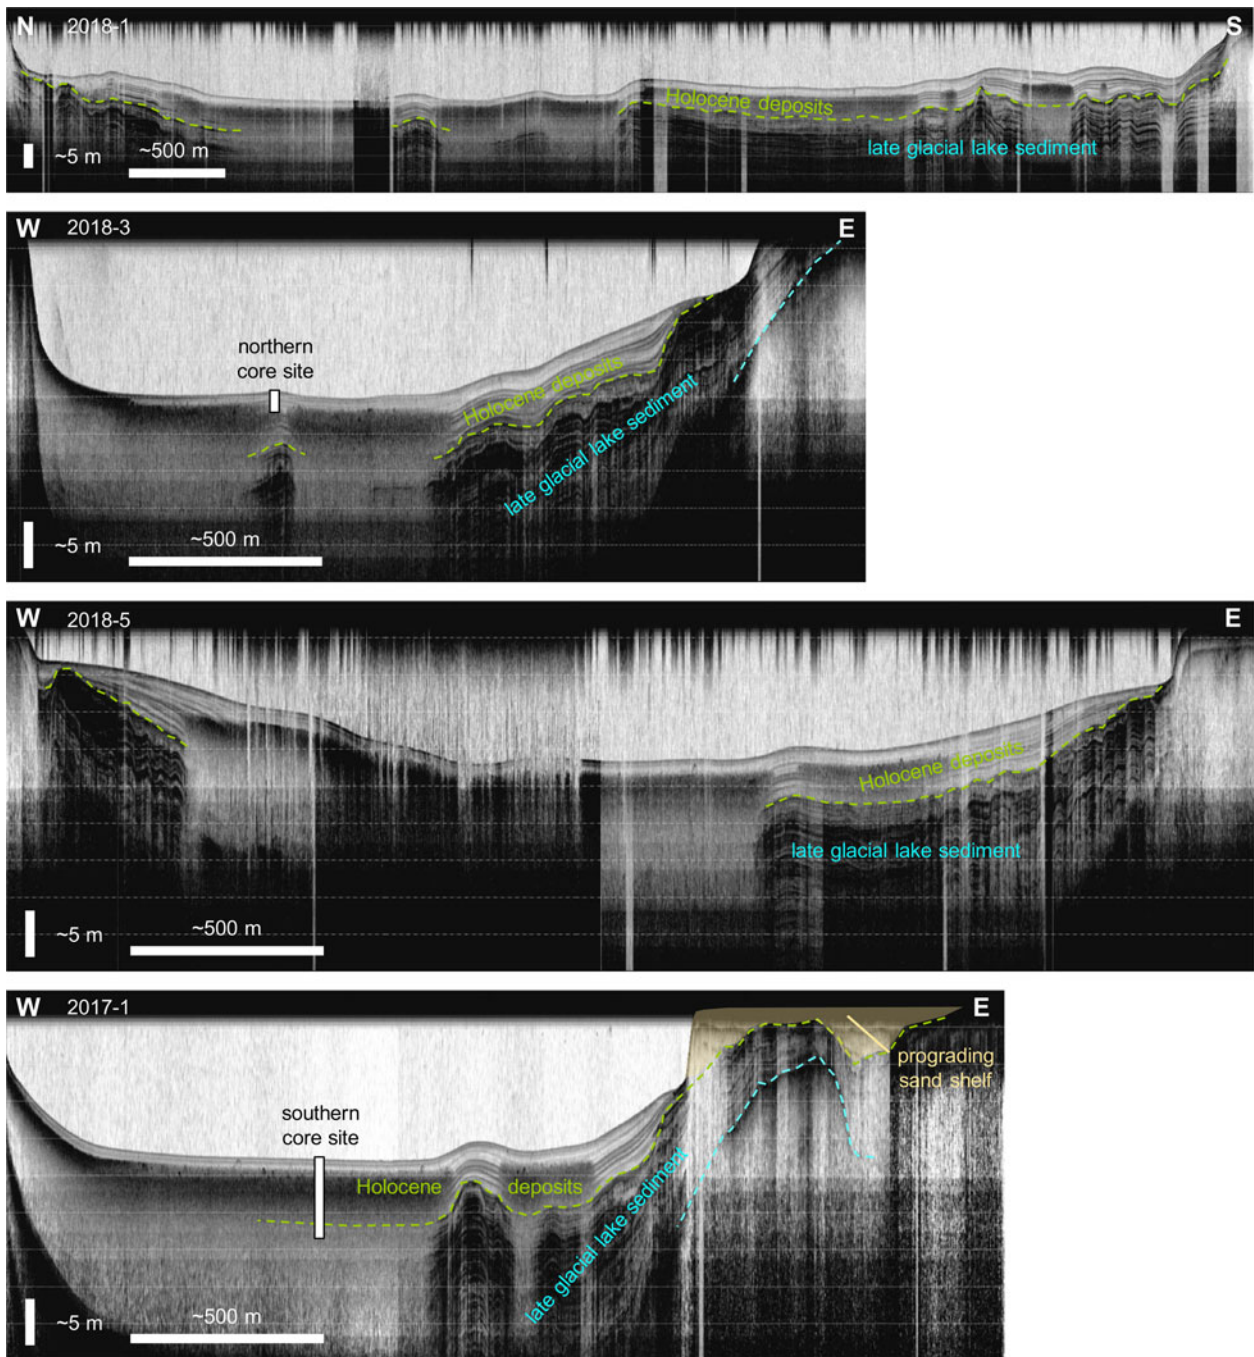 N 2018-1 S
Holocene deposits
late glacial lake sediment
~5 m ~500 m
W 2018-3 E
northern
core site
Holocene deposits
late glacial lake sediment
~5 m ~500 m
W 2018-5 E
Holocene deposits
late glacial lake sediment
~5 m ~500 m
W 2017-1 E
prograding
sand shelf
southern
core site
Holocene deposits
late glacial lake sediment
~5 m ~500 m